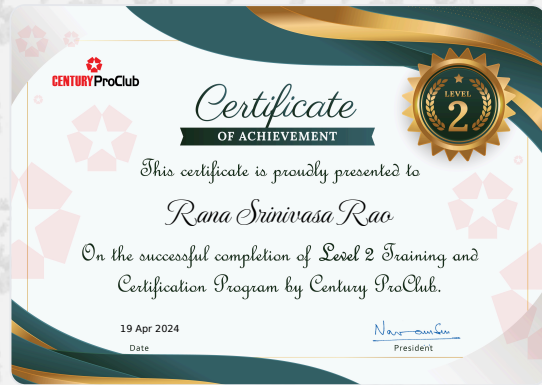 CENTURY ProClub
Certificate
OF ACHIEVEMENT
LEVEL
2
This certificate is proudly presented to
Rana Srinivasa Rao
On the successful completion of Level 2 Training and
Certification Program by Century ProClub.
19 Apr 2024
Date
President